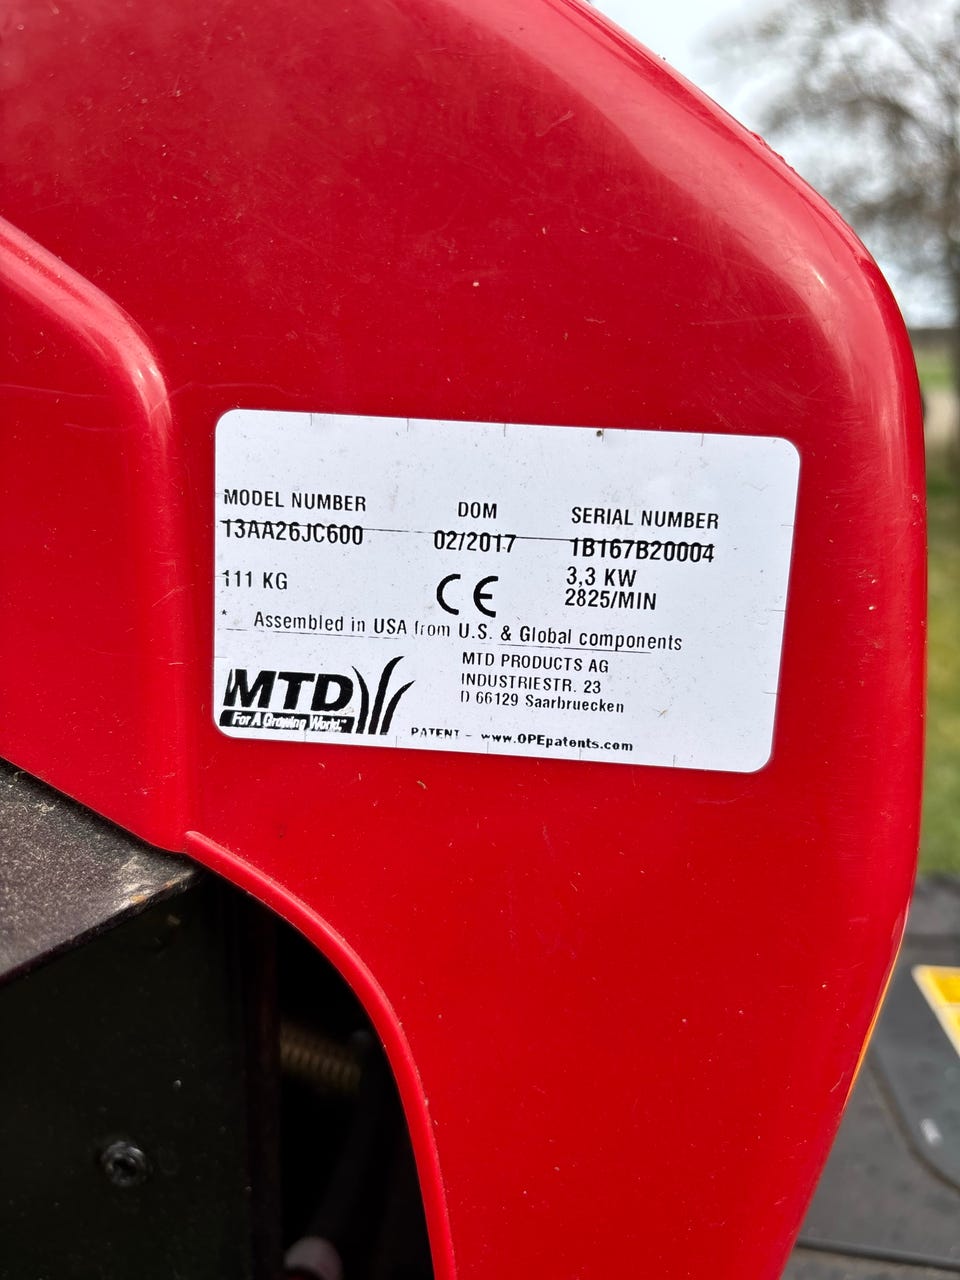 MODEL NUMBER DOM SERIAL NUMBER
13AA26JC600 02/2017 1B167B20004
111 KG CE 3,3 KW
2825/MIN
* Assembled in USA from U.S. & Global components
MTD PRODUCTS AG
INDUSTRIESTR. 23
D 66129 Saarbruecken
MTD
For A Growing World.™
PATENT - www.OPEpatents.com